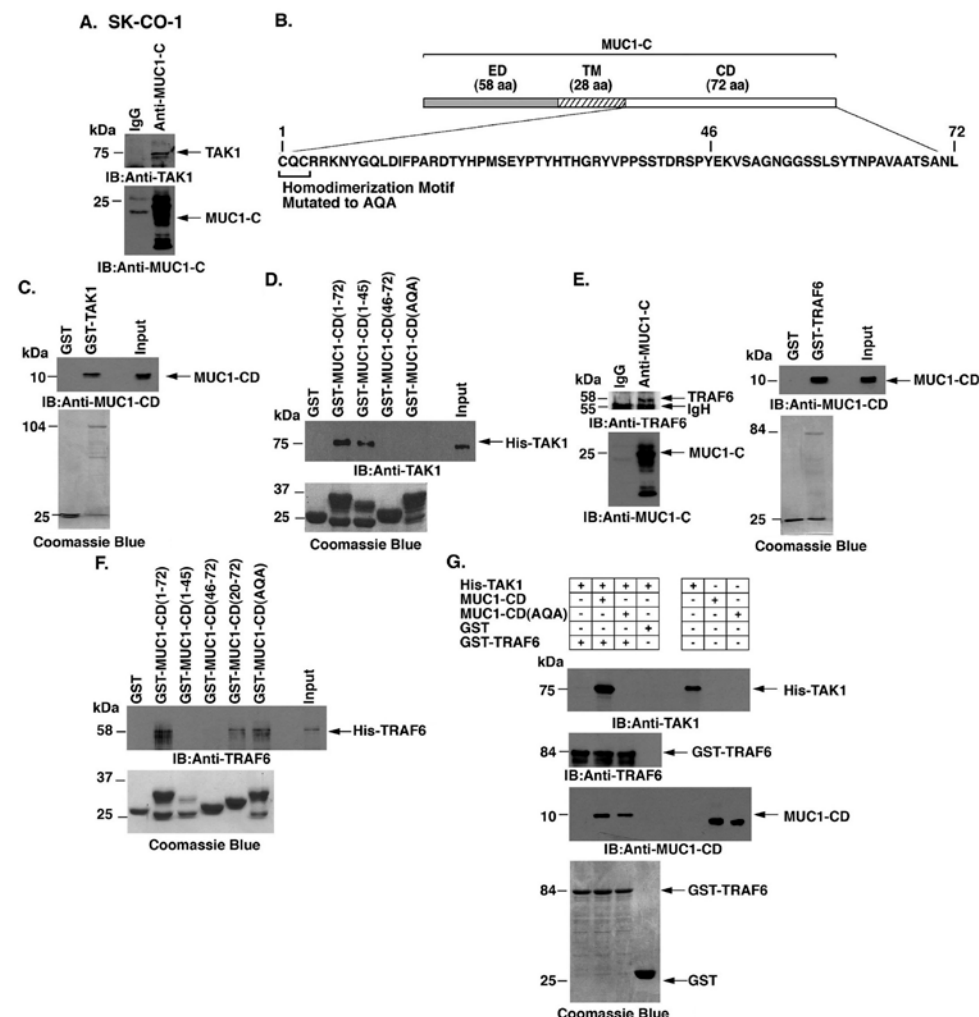 A. SK-CO-1
IgG
Anti-MUC1-C
kDa
75
TAK1
IB:Anti-TAK1
25
MUC1-C
IB:Anti-MUC1-C
B.
MUC1-C
ED TM CD
(58 aa) (28 aa) (72 aa)
1 46 72
CQCRRKNYGQLDIFPARDTYHPMSEYPTYHTHGRYVPPSSTDRSPYEKVSAGNGGSSLSYTNPAVAATSANL
Homodimerization Motif
Mutated to AQA
C.
GST
GST-TAK1
Input
kDa
10
MUC1-CD
IB:Anti-MUC1-CD
104
25
Coomassie Blue
D.
GST
GST-MUC1-CD(1-72)
GST-MUC1-CD(1-45)
GST-MUC1-CD(46-72)
GST-MUC1-CD(AQA)
Input
kDa
75
His-TAK1
IB:Anti-TAK1
37
25
Coomassie Blue
E.
IgG
Anti-MUC1-C
kDa
58
TRAF6
55
IgH
IB:Anti-TRAF6
25
MUC1-C
IB:Anti-MUC1-C
GST
GST-TRAF6
Input
kDa
10
MUC1-CD
IB:Anti-MUC1-CD
84
25
Coomassie Blue
F.
GST
GST-MUC1-CD(1-72)
GST-MUC1-CD(1-45)
GST-MUC1-CD(46-72)
GST-MUC1-CD(20-72)
GST-MUC1-CD(AQA)
Input
kDa
58
His-TRAF6
IB:Anti-TRAF6
37
25
Coomassie Blue
G.
His-TAK1 + + + + + - -
MUC1-CD - + - - - + -
MUC1-CD(AQA) - - + - - - +
GST - - - + - - -
GST-TRAF6 + + + - - - -
kDa
75
His-TAK1
IB:Anti-TAK1
84
GST-TRAF6
IB:Anti-TRAF6
10
MUC1-CD
IB:Anti-MUC1-CD
84
GST-TRAF6
25
GST
Coomassie Blue